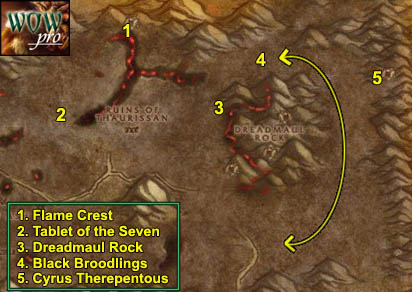 WOW
pro
1
4
5
3
2
RUINS OF
THAURISSAN
DREADMAUL
ROCK
1. Flame Crest
2. Tablet of the Seven
3. Dreadmaul Rock
4. Black Broodlings
5. Cyrus Therepentous